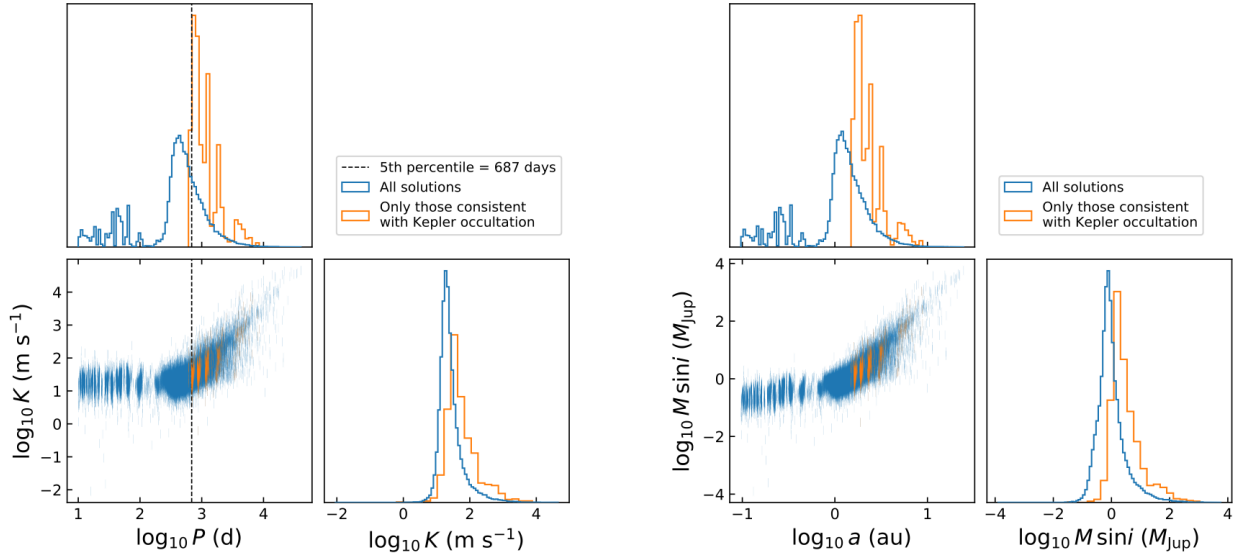 5th percentile = 687 days
All solutions
Only those consistent
with Kepler occultation
All solutions
Only those consistent
with Kepler occultation
log₁₀ K (m s⁻¹)
4
3
2
1
0
−1
−2
1 2 3 4
log₁₀ P (d)
−2 0 2 4
log₁₀ K (m s⁻¹)
log₁₀ M sini (M_Jup)
4
2
0
−2
−4
−1 0 1
log₁₀ a (au)
−4 −2 0 2 4
log₁₀ M sini (M_Jup)